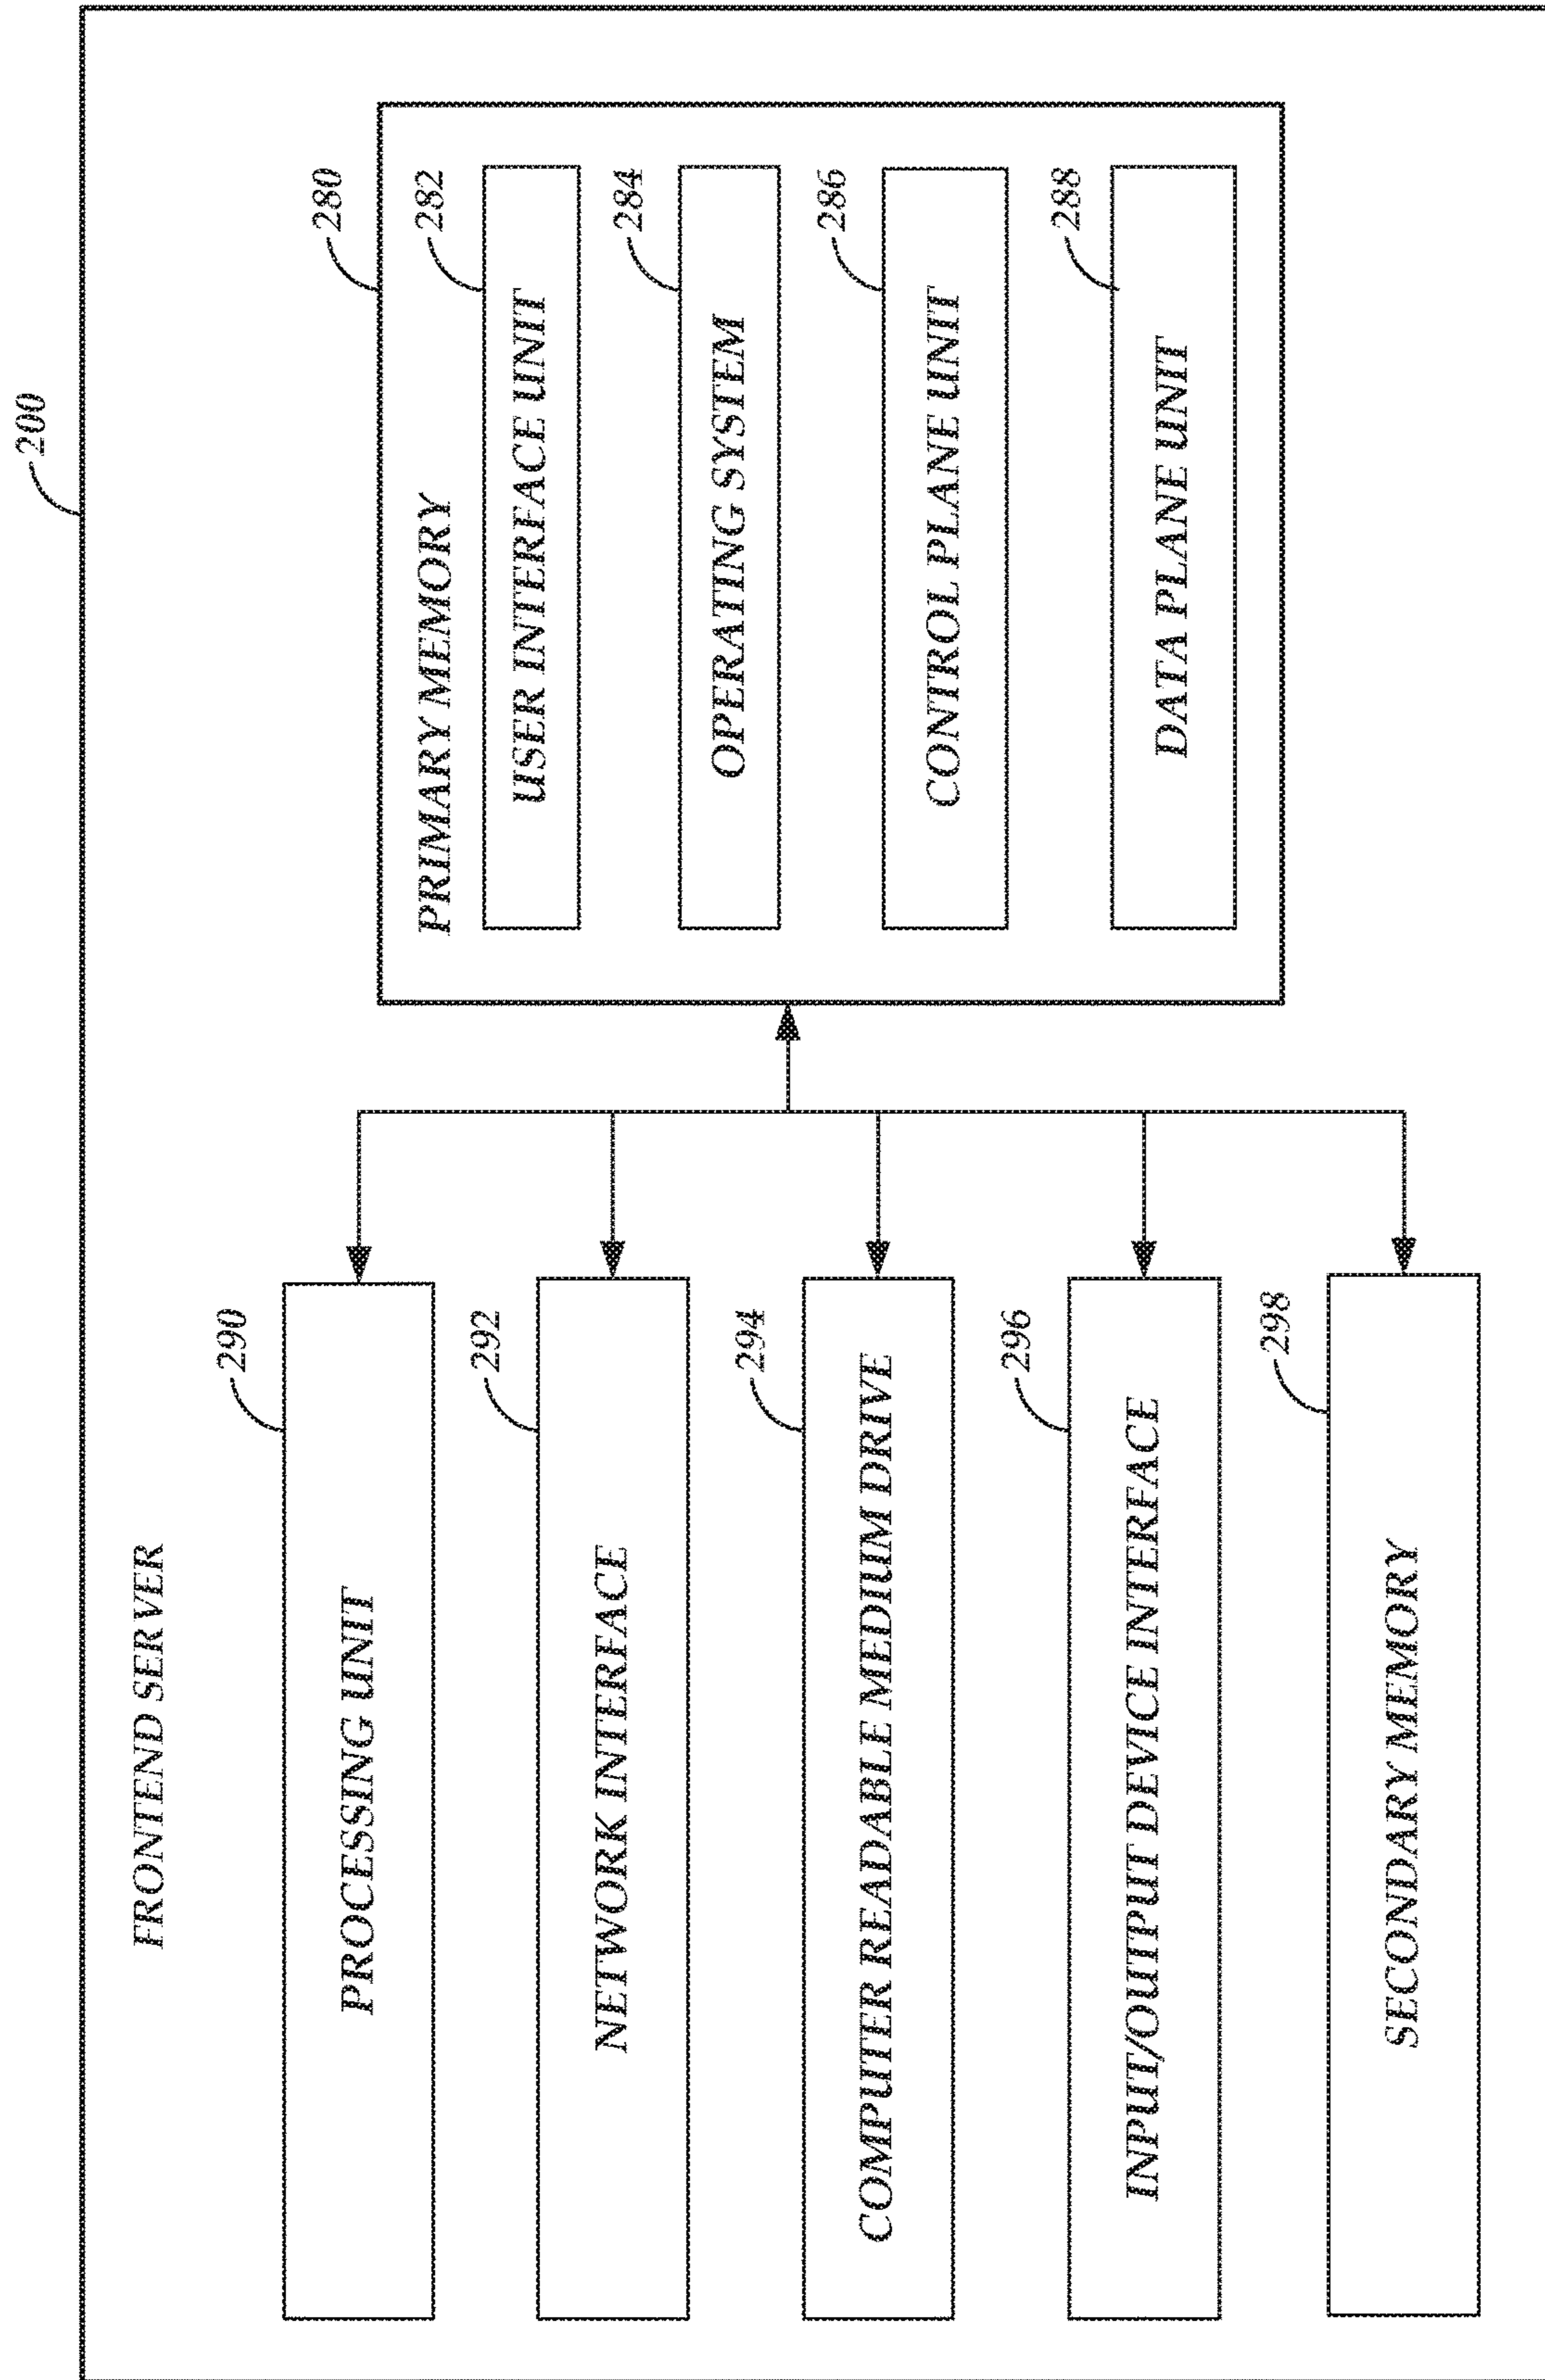 200
FRONTEND SERVER
290
PROCESSING UNIT
292
NETWORK INTERFACE
294
COMPUTER READABLE MEDIUM DRIVE
296
INPUT/OUTPUT DEVICE INTERFACE
298
SECONDARY MEMORY
280
PRIMARY MEMORY
282
USER INTERFACE UNIT
284
OPERATING SYSTEM
286
CONTROL PLANE UNIT
288
DATA PLANE UNIT